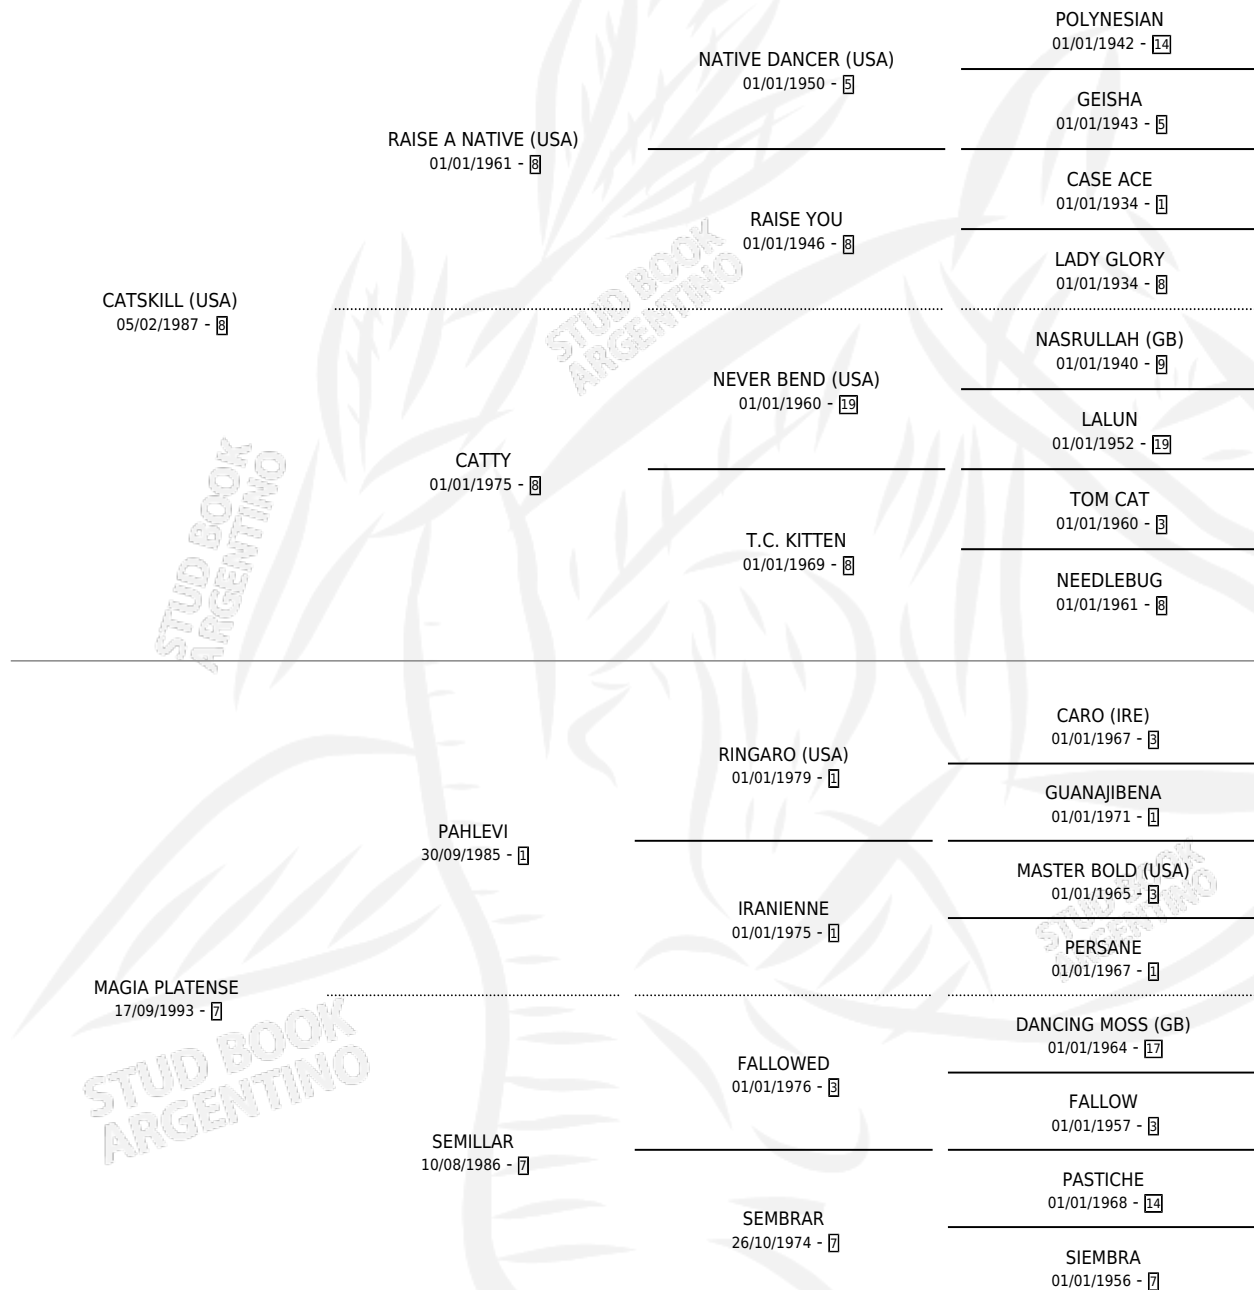 POLYNESIAN
01/01/1942 - 14
NATIVE DANCER (USA)
01/01/1950 - 5
GEISHA
01/01/1943 - 5
RAISE A NATIVE (USA)
01/01/1961 - 8
CASE ACE
01/01/1934 - 1
RAISE YOU
01/01/1946 - 8
LADY GLORY
01/01/1934 - 8
CATSKILL (USA)
05/02/1987 - 8
NASRULLAH (GB)
01/01/1940 - 9
NEVER BEND (USA)
01/01/1960 - 19
LALUN
01/01/1952 - 19
CATTY
01/01/1975 - 8
TOM CAT
01/01/1960 - 3
T.C. KITTEN
01/01/1969 - 8
NEEDLEBUG
01/01/1961 - 8
CARO (IRE)
01/01/1967 - 3
RINGARO (USA)
01/01/1979 - 1
GUANAJIBENA
01/01/1971 - 1
PAHLEVI
30/09/1985 - 1
MASTER BOLD (USA)
01/01/1965 - 3
IRANIENNE
01/01/1975 - 1
PERSANE
01/01/1967 - 1
MAGIA PLATENSE
17/09/1993 - 7
DANCING MOSS (GB)
01/01/1964 - 17
FALLOWED
01/01/1976 - 3
FALLOW
01/01/1957 - 3
SEMILLAR
10/08/1986 - 7
PASTICHE
01/01/1968 - 14
SEMBRAR
26/10/1974 - 7
SIEMBRA
01/01/1956 - 7
STUD BOOK
ARGENTINO
STUD BOOK
ARGENTINO
STUD BOOK
ARGENTINO
STUD BOOK
ARGENTINO